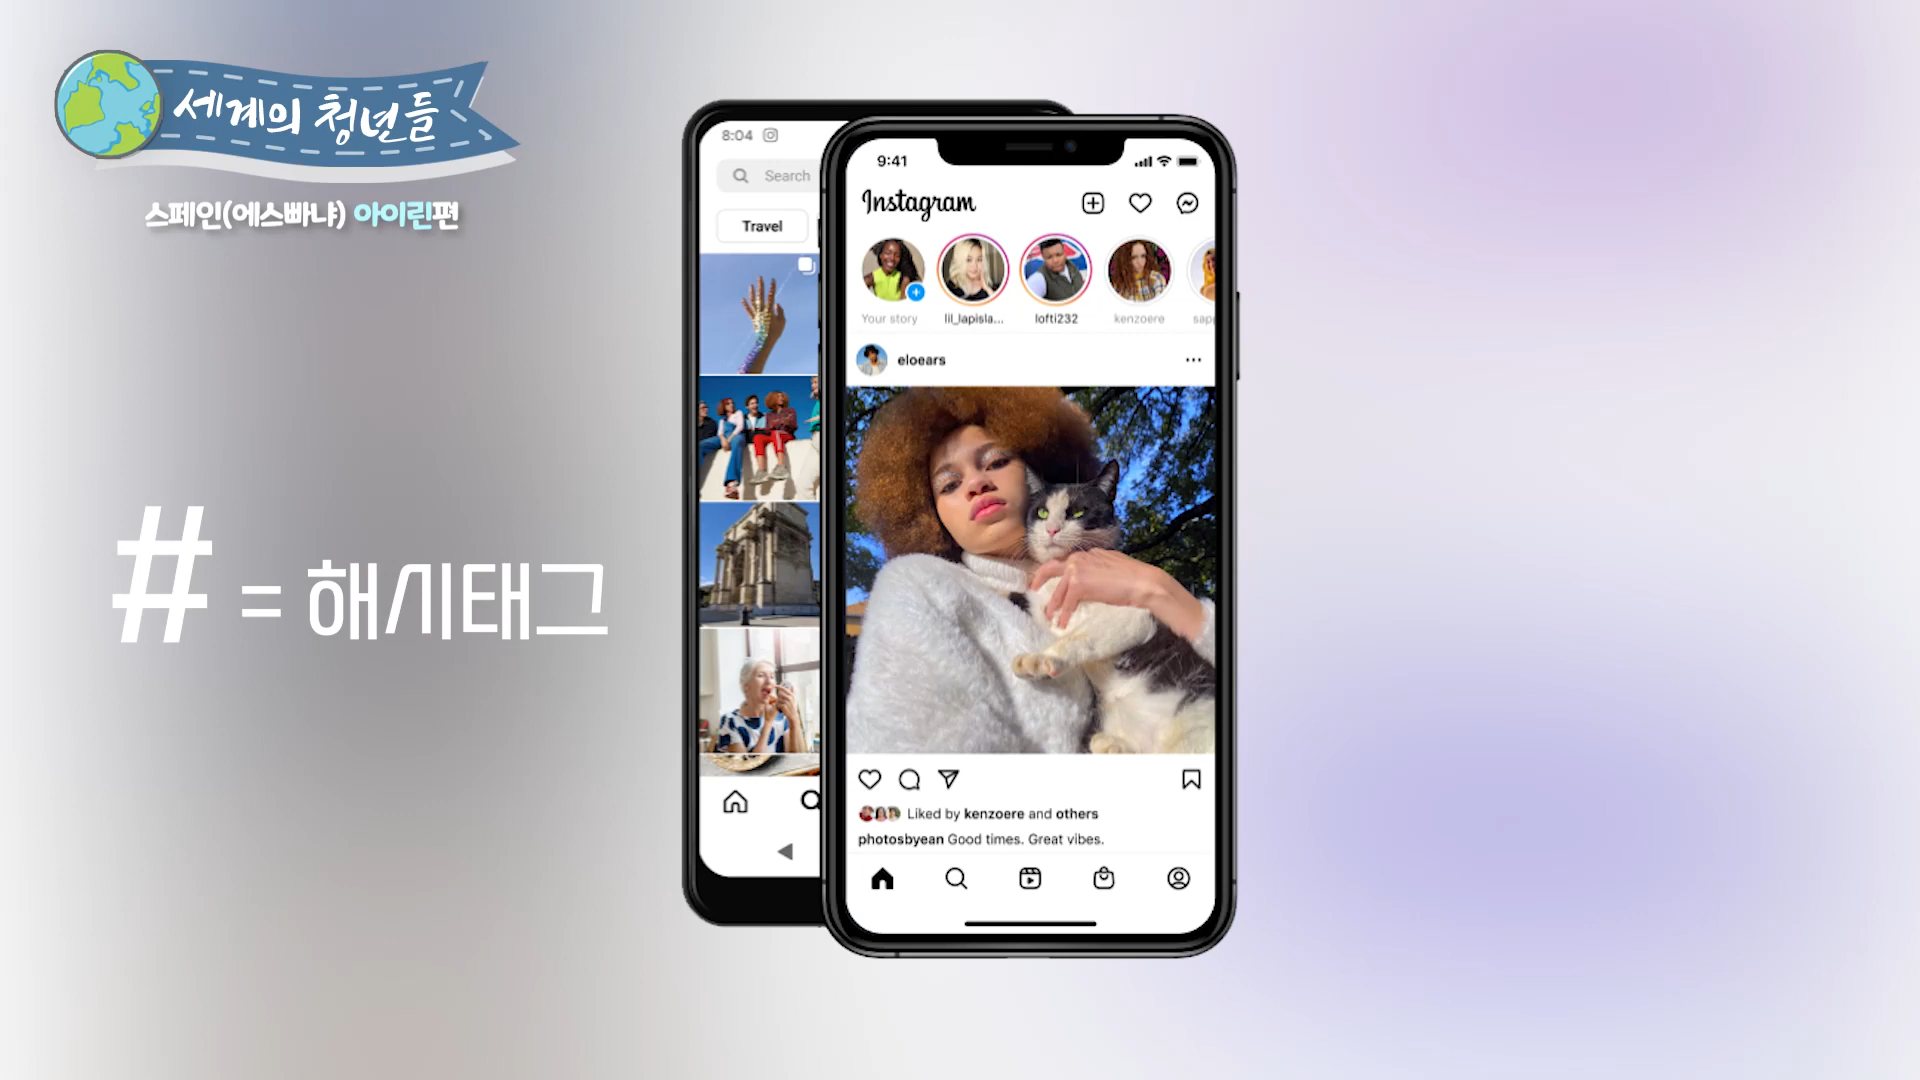 세계의 청년들
스페인(에스빠냐) 아이린편
# = 해시태그
8:04
Search
Travel
9:41
Instagram
Your story
lil_lapisla...
lofti232
kenzoere
sapp
eloears
Liked by kenzoere and others
photosbyean Good times. Great vibes.